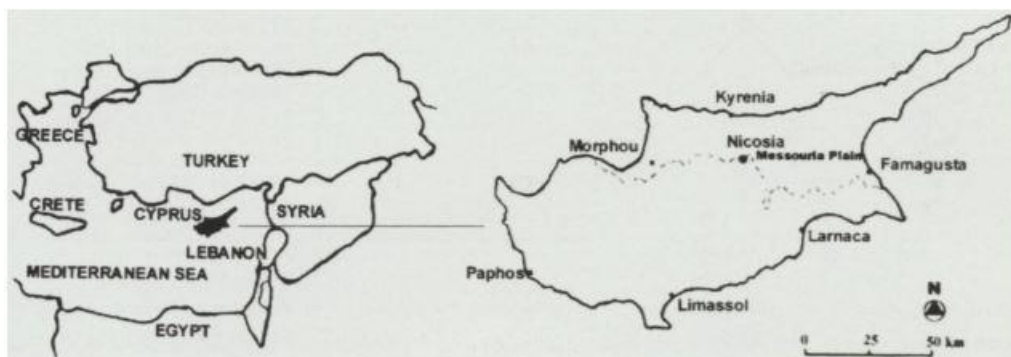 GREECE
TURKEY
CRETE
CYPRUS
SYRIA
LEBANON
MEDITERRANEAN SEA
EGYPT
Kyrenia
Morphou
Nicosia
Messouria Plain
Famagusta
Larnaca
Paphos
Limassol
N
0 25 50 km